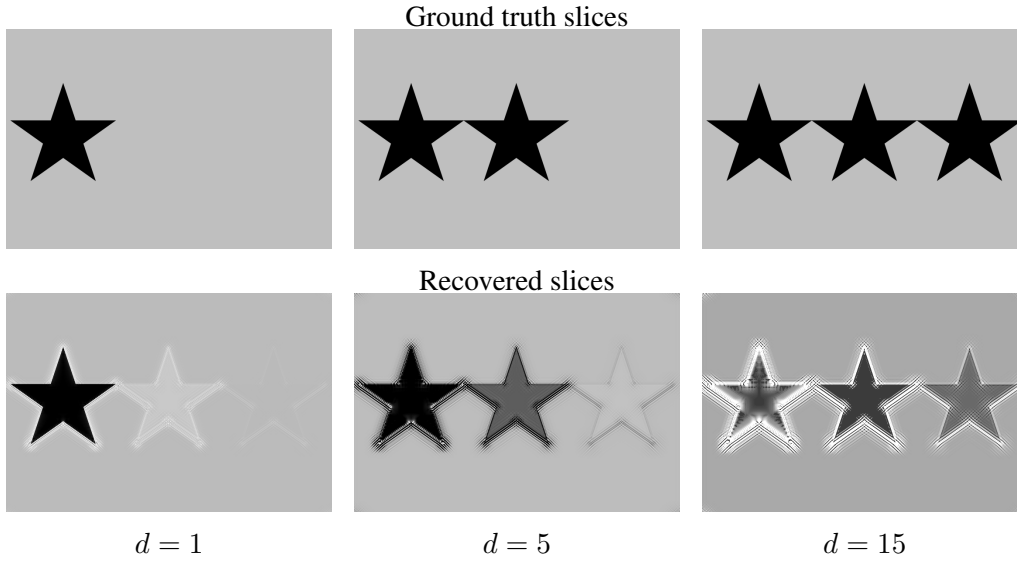 Ground truth slices
Recovered slices
d = 1
d = 5
d = 15